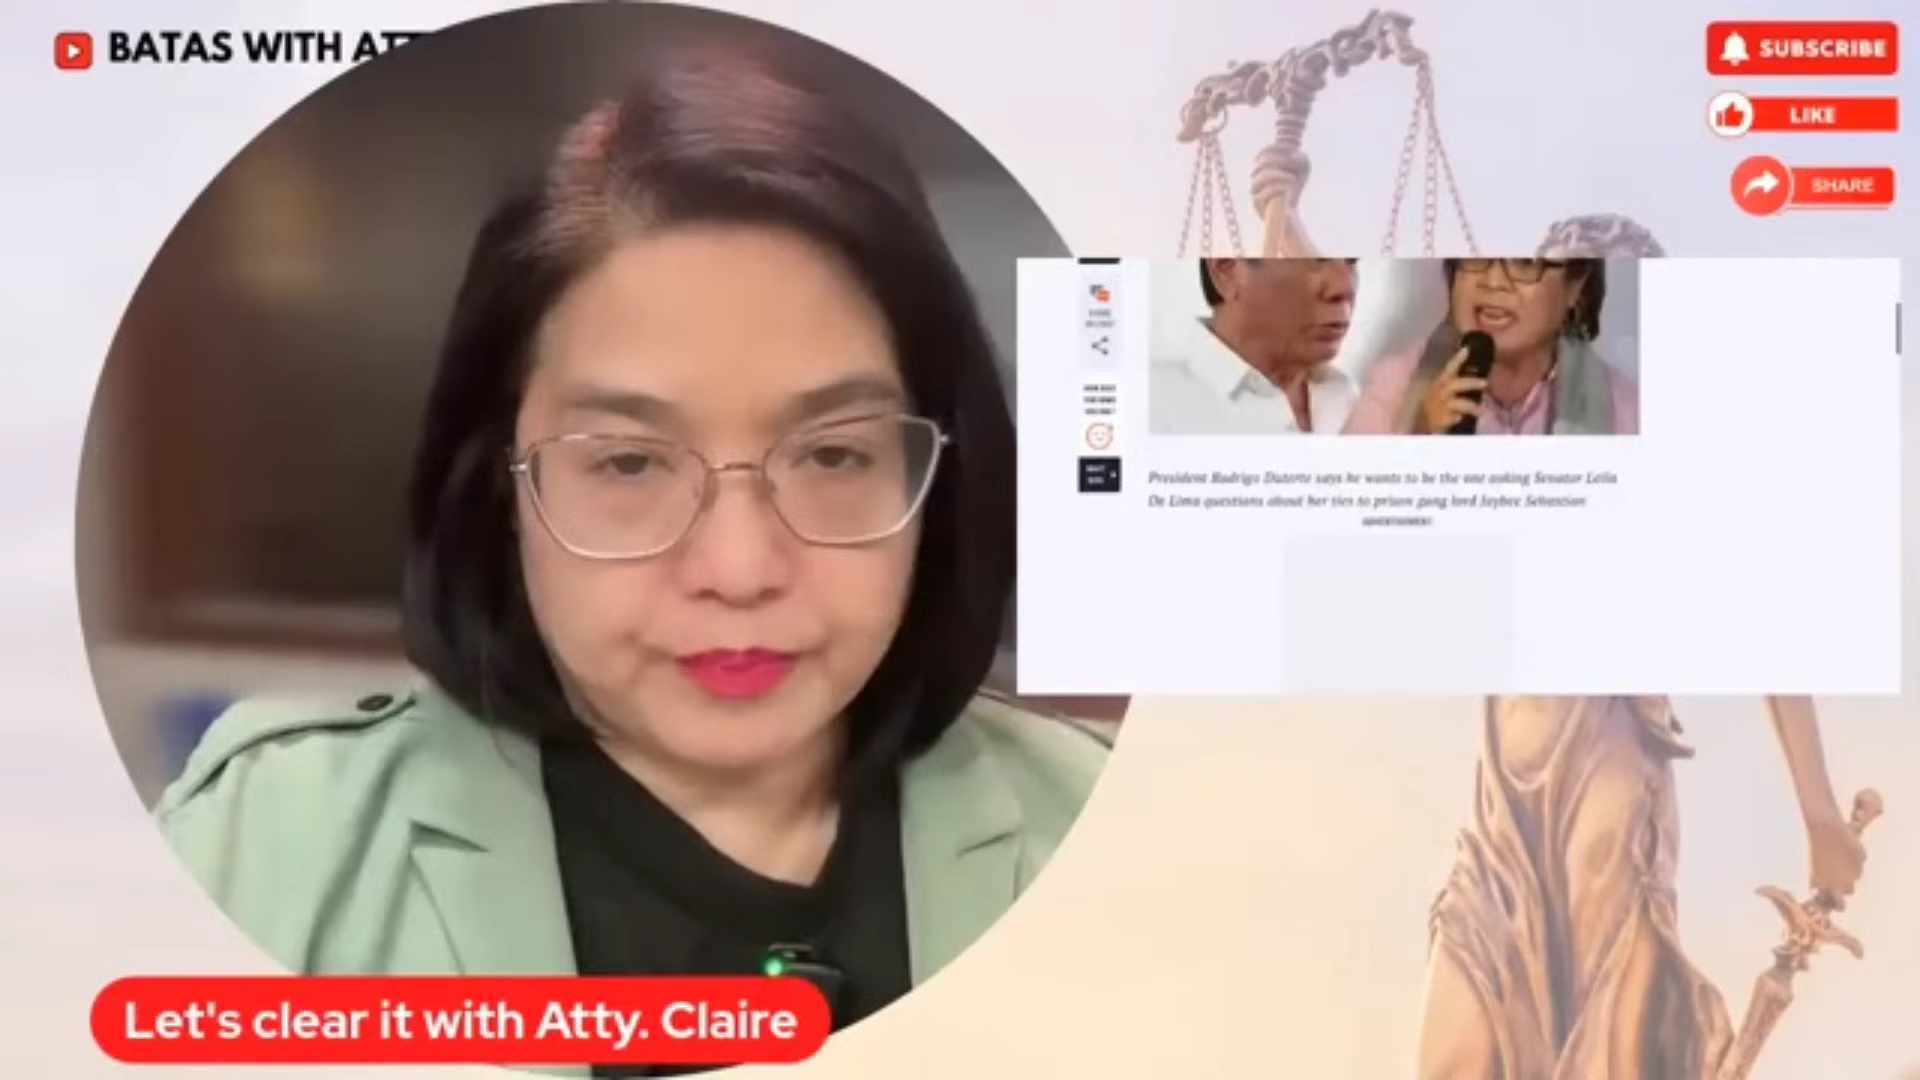 BATAS WITH AT
SUBSCRIBE
LIKE
SHARE
President Rodrigo Duterte says he wants to be the one asking Senator Leila
De Lima questions about her ties to prison gang lord Jaybee Sebastian
ADVERTISEMENT
Let's clear it with Atty. Claire